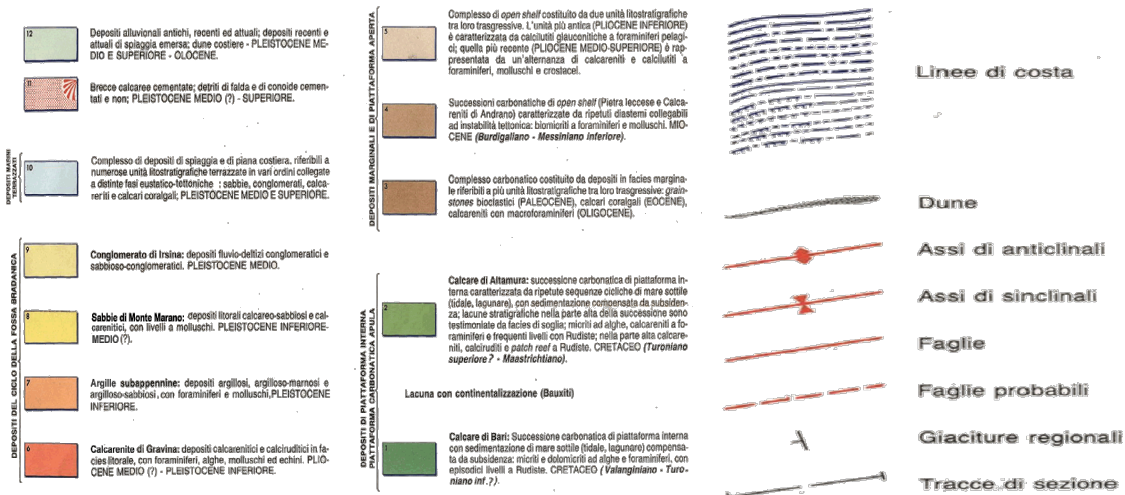 12
Depositi alluvionali antichi, recenti ed attuali; depositi recenti e
attuali di spiaggia emersa; dune costiere - PLEISTOCENE ME-
DIO E SUPERIORE - OLOCENE.
11
Brecce calcaree cementate; detriti di falda e di conoide cemen-
tati e non; PLEISTOCENE MEDIO (?) - SUPERIORE.
DEPOSITI MARINI
TERRAZZATI
10
Complesso di depositi di spiaggia e di piana costiera. riferibili a
numerose unità litostratigrafiche terrazzate in vari ordini collegate
a distinte fasi eustatico-tettoniche : sabbie, conglomerati, calca-
reriti e calcari coralgali; PLEISTOCENE MEDIO E SUPERIORE.
DEPOSITI DEL CICLO DELLA FOSSA BRADANICA
9
Conglomerato di Irsina: depositi fluvio-deltizi conglomeratici e
sabbioso-conglomeratici. PLEISTOCENE MEDIO.
8
Sabbie di Monte Marano: depositi litorali calcareo-sabbiosi e cal-
carenitici, con livelli a molluschi. PLEISTOCENE INFERIORE-
MEDIO (?).
7
Argille subappennine: depositi argillosi, argilloso-marnosi e
argilloso-sabbiosi, con foraminiferi e molluschi,PLEISTOCENE
INFERIORE.
6
Calcarenite di Gravina: depositi calcarenitici e calciruditici in fa-
cies litorale, con foraminiferi, alghe, molluschi ed echini. PLIO-
CENE MEDIO (?) - PLEISTOCENE INFERIORE.
DEPOSITI MARGINALI E DI PIATTAFORMA APERTA
5
Complesso di open shelf costituito da due unità litostratigrafiche
tra loro trasgressive. L'unità più antica (PLIOCENE INFERIORE)
è caratterizzata da calcilutiti glauconitiche a foraminiferi pelagi-
ci; quella più recente (PLIOCENE MEDIO-SUPERIORE) è rap-
presentata da un'alternanza di calcareniti e calcilutiti a
foraminiferi, molluschi e crostacei.
4
Successioni carbonatiche di open shelf (Pietra leccese e Calca-
reniti di Andrano) caratterizzate da ripetuti diastemi collegabili
ad instabilità tettonica: biomicriti a foraminiferi e molluschi. MIO-
CENE (Burdigaliano - Messiniano inferiore).
3
Complesso carbonatico costituito da depositi in facies margina-
le riferibili a più unità litostratigrafiche tra loro trasgressive: grain-
stones bioclastici (PALEOCENE), calcari coralgali (EOCENE),
calcareniti con macroforaminiferi (OLIGOCENE).
DEPOSITI DI PIATTAFORMA INTERNA
PIATTAFORMA CARBONATICA APULA
2
Calcare di Altamura: successione carbonatica di piattaforma in-
terna caratterizzata da ripetute sequenze cicliche di mare sottile
(tidale, lagunare), con sedimentazione compensata da subsiden-
za; lacune stratigrafiche nella parte alta della successione sono
testimoniate da facies di soglia; micriti ad alghe, calcareniti a fo-
raminiferi e frequenti livelli con Rudiste; nella parte alta calcare-
niti, calciruditi e patch reef a Rudiste. CRETACEO (Turoniano
superiore ? - Maastrichtiano).
Lacuna con continentalizzazione (Bauxiti)
1
Calcare di Bari: Successione carbonatica di piattaforma interna
con sedimentazione di mare sottile (tidale, lagunare) compensa-
ta da subsidenza: micriti e dolomicriti ad alghe e foraminiferi, con
episodici livelli a Rudiste. CRETACEO (Valanginiano - Turo-
niano inf.?).
Linee di costa
Dune
Assi di anticlinali
Assi di sinclinali
Faglie
Faglie probabili
Giaciture regionali
Tracce di sezione